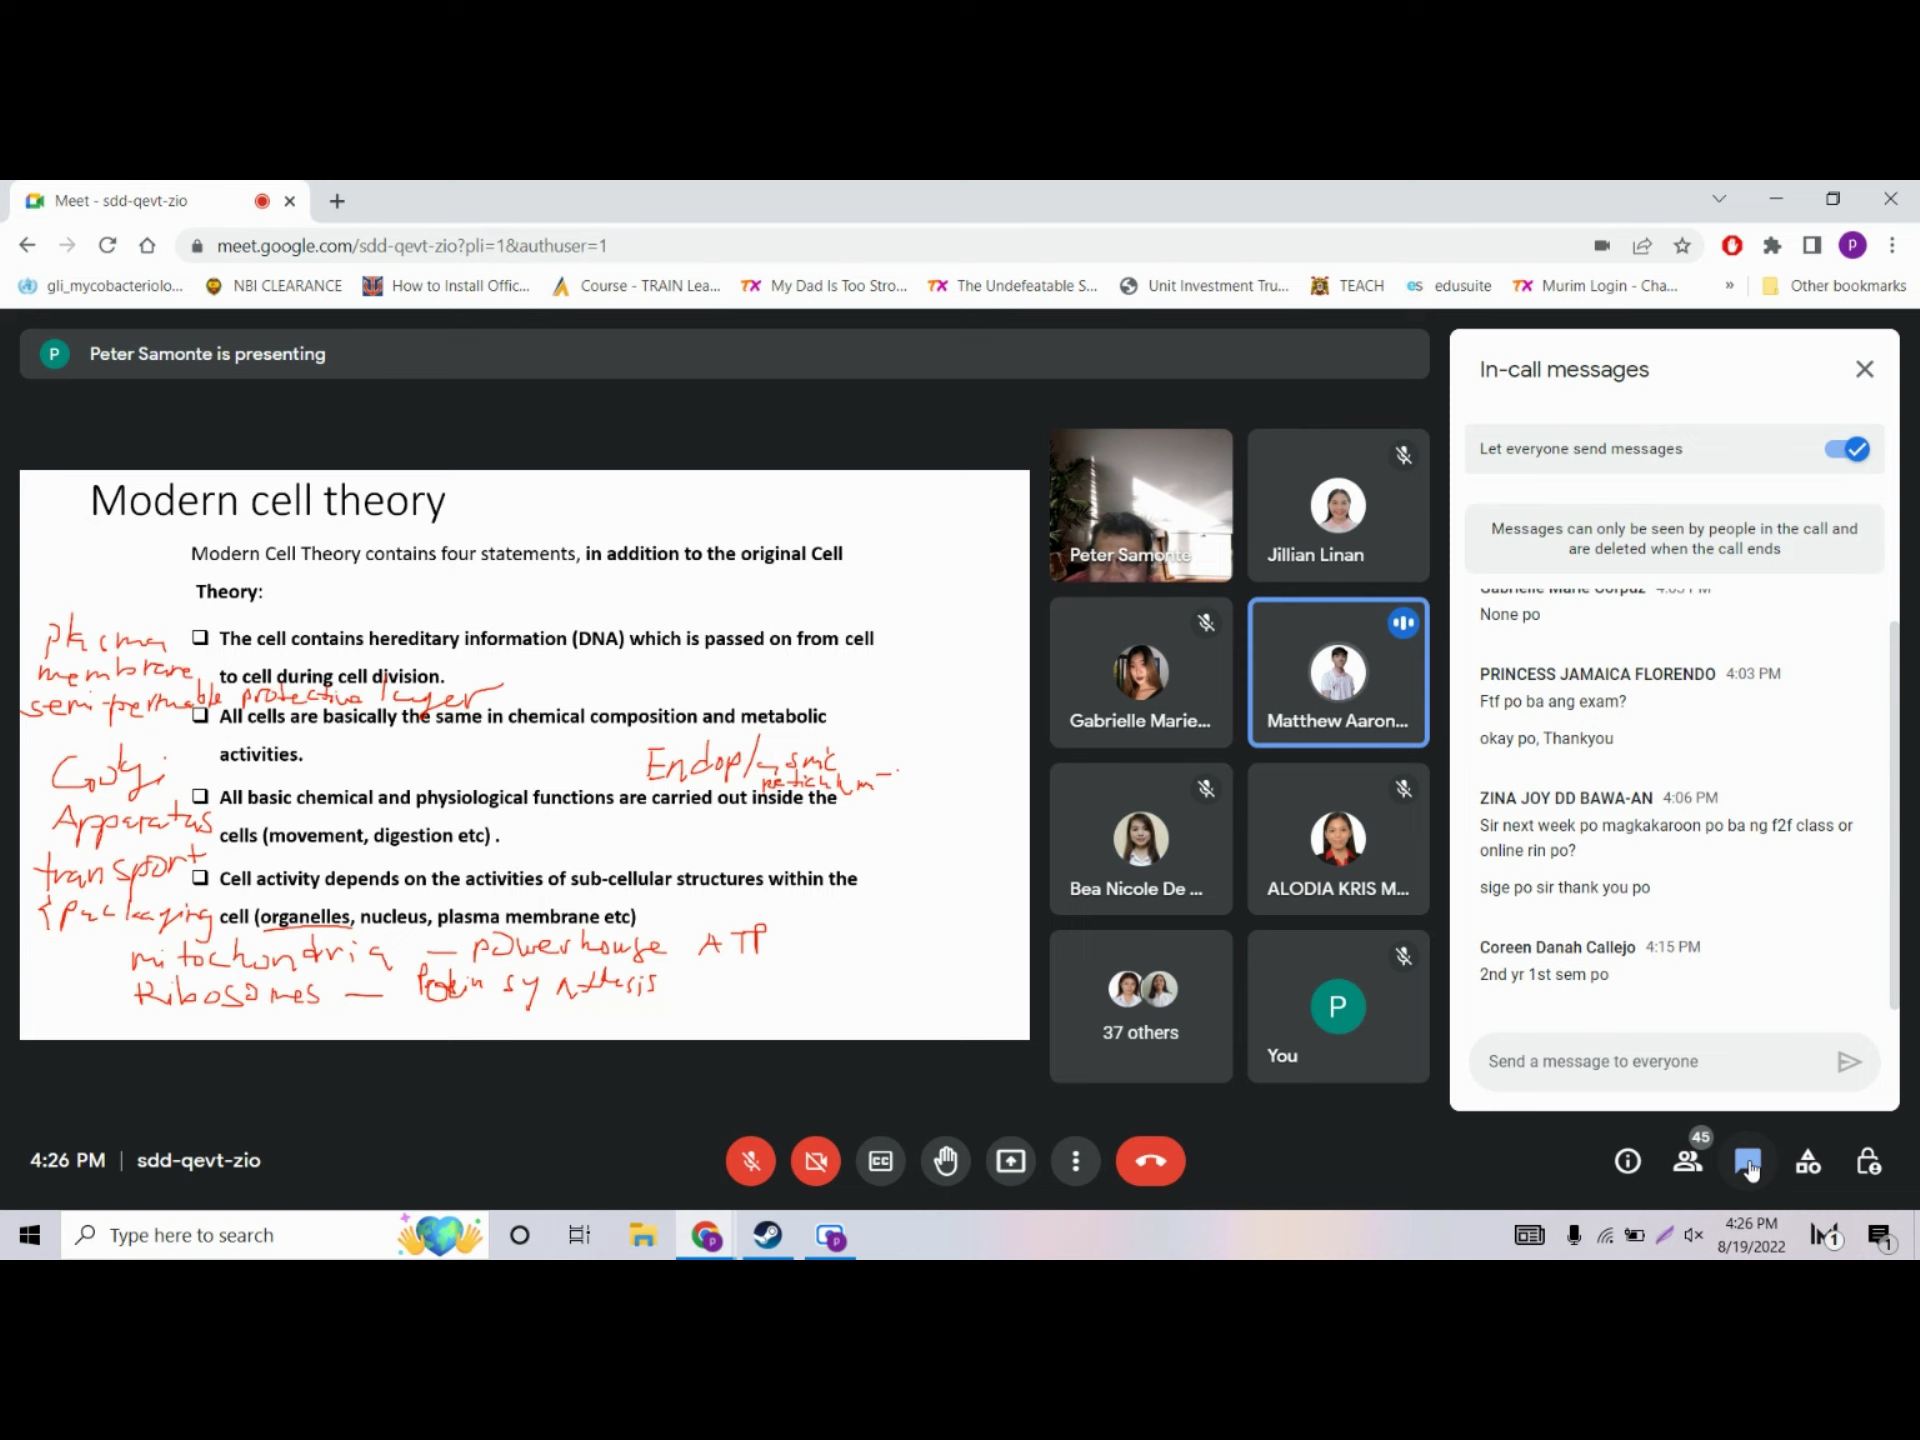 Meet - sdd-qevt-zio
meet.google.com/sdd-qevt-zio?pli=1&authuser=1
P
gli_mycobacteriolo...
NBI CLEARANCE
How to Install Offic...
Course - TRAIN Lea...
TX My Dad Is Too Stro...
TX The Undefeatable S...
Unit Investment Tru...
TEACH
es edusuite
TX Murim Login - Cha...
» Other bookmarks
P Peter Samonte is presenting
Modern cell theory
Modern Cell Theory contains four statements, in addition to the original Cell
Theory:
The cell contains hereditary information (DNA) which is passed on from cell
to cell during cell division.
All cells are basically the same in chemical composition and metabolic
activities.
All basic chemical and physiological functions are carried out inside the
cells (movement, digestion etc) .
Cell activity depends on the activities of sub-cellular structures within the
cell (organelles, nucleus, plasma membrane etc)
plasma
membrane
protective layer
Apparatus
transport
packaging
mitochondria — powerhouse ATP
Ribosomes — Protein synthesis
Peter Samonte
Jillian Linan
Gabrielle Marie...
Matthew Aaron...
Bea Nicole De ...
ALODIA KRIS M...
37 others
P
You
In-call messages
Let everyone send messages
Messages can only be seen by people in the call and
are deleted when the call ends
None po
PRINCESS JAMAICA FLORENDO 4:03 PM
Ftf po ba ang exam?
okay po, Thankyou
ZINA JOY DD BAWA-AN 4:06 PM
Sir next week po magkakaroon po ba ng f2f class or
online rin po?
sige po sir thank you po
Coreen Danah Callejo 4:15 PM
2nd yr 1st sem po
Send a message to everyone
4:26 PM | sdd-qevt-zio
CC
45
Type here to search
4:26 PM
8/19/2022
1
1